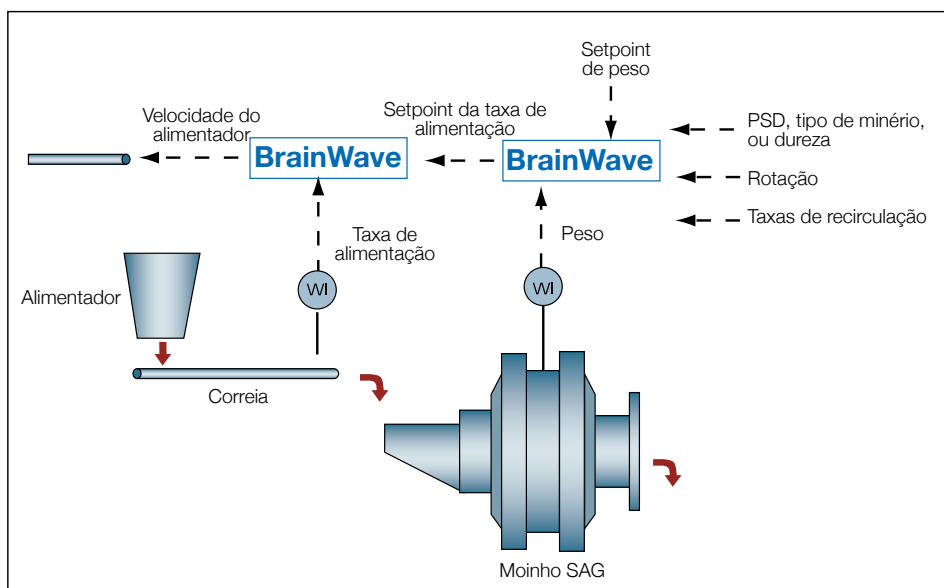 Setpoint
de peso
Velocidade do
alimentador
Setpoint da taxa de
alimentação
PSD, tipo de minério,
ou dureza
BrainWave
BrainWave
Rotação
Taxas de recirculação
Taxa de
alimentação
Peso
Alimentador
WI
WI
Correia
Moinho SAG